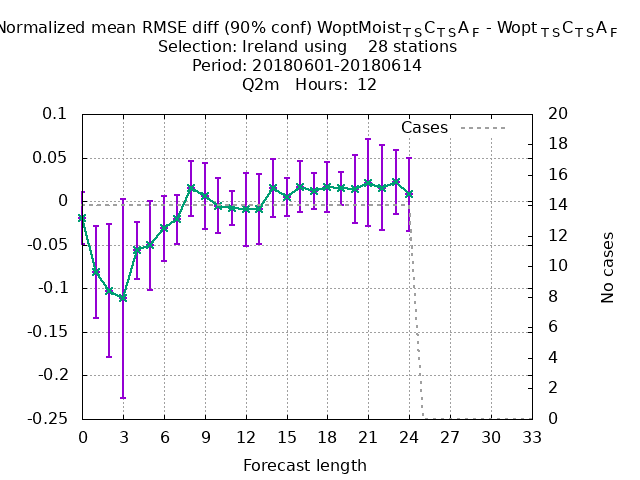 Normalized mean RMSE diff (90% conf) WoptMoist_TSC_TSA_F - Wopt_TSC_TSA_F
Selection: Ireland using 28 stations
Period: 20180601-20180614
Q2m Hours: 12
Cases
0.1
0.05
0
-0.05
-0.1
-0.15
-0.2
-0.25
20
18
16
14
12
10
8
6
4
2
0
No cases
0 3 6 9 12 15 18 21 24 27 30 33
Forecast length